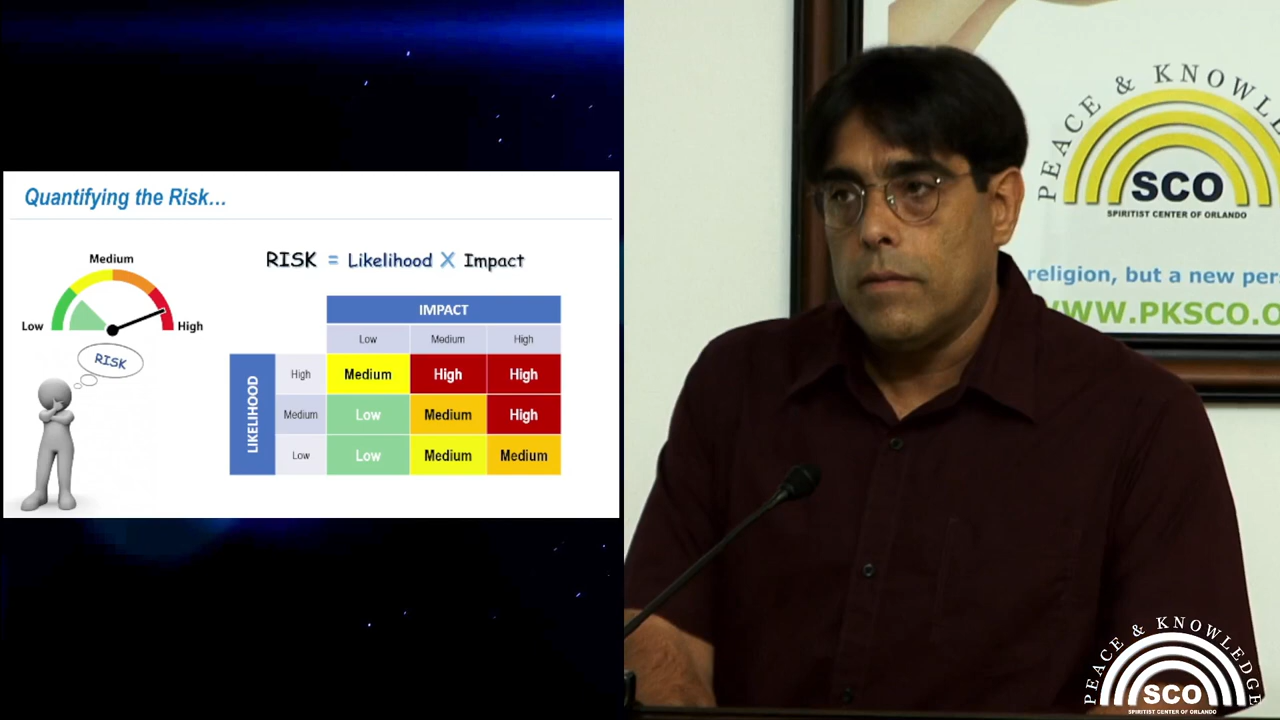 Quantifying the Risk...
Medium
Low
High
RISK
RISK = Likelihood X Impact
IMPACT
Low Medium High
LIKELIHOOD
High Medium High High
Medium Low Medium High
Low Low Medium Medium
PEACE & KNOWL
SCO
SPIRITIST CENTER OF ORLANDO
religion, but a new per
WWW.PKSCO.O
PEACE & KNOWLEDGE
SCO
SPIRITIST CENTER OF ORLANDO